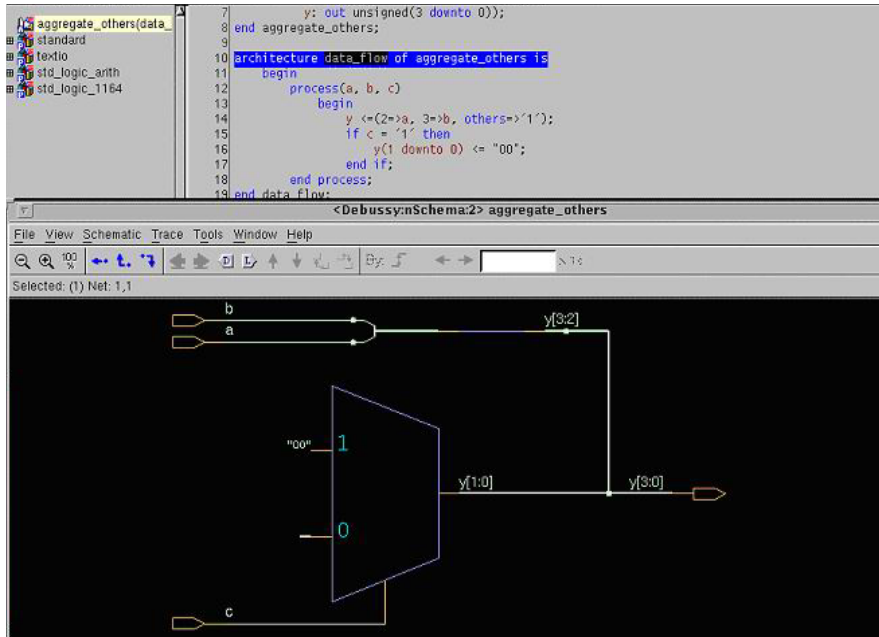 7 y: out unsigned(3 downto 0));
aggregate_others(data_
8 end aggregate_others;
standard
9
textio
10 architecture data_flow of aggregate_others is
std_logic_arith
11 begin
std_logic_1164
12 process(a, b, c)
13 begin
14 y <=(2=>a, 3=>b, others=>'1');
15 if c = '1' then
16 y(1 downto 0) <= "00";
17 end if;
18 end process;
19 end data_flow;
<Debussy:nSchema:2> aggregate_others
File View Schematic Trace Tools Window Help
100 % D L By:
Selected: (1) Net: 1,1
b
a
y[3:2]
"00" 1
y[1:0] y[3:0]
0
c